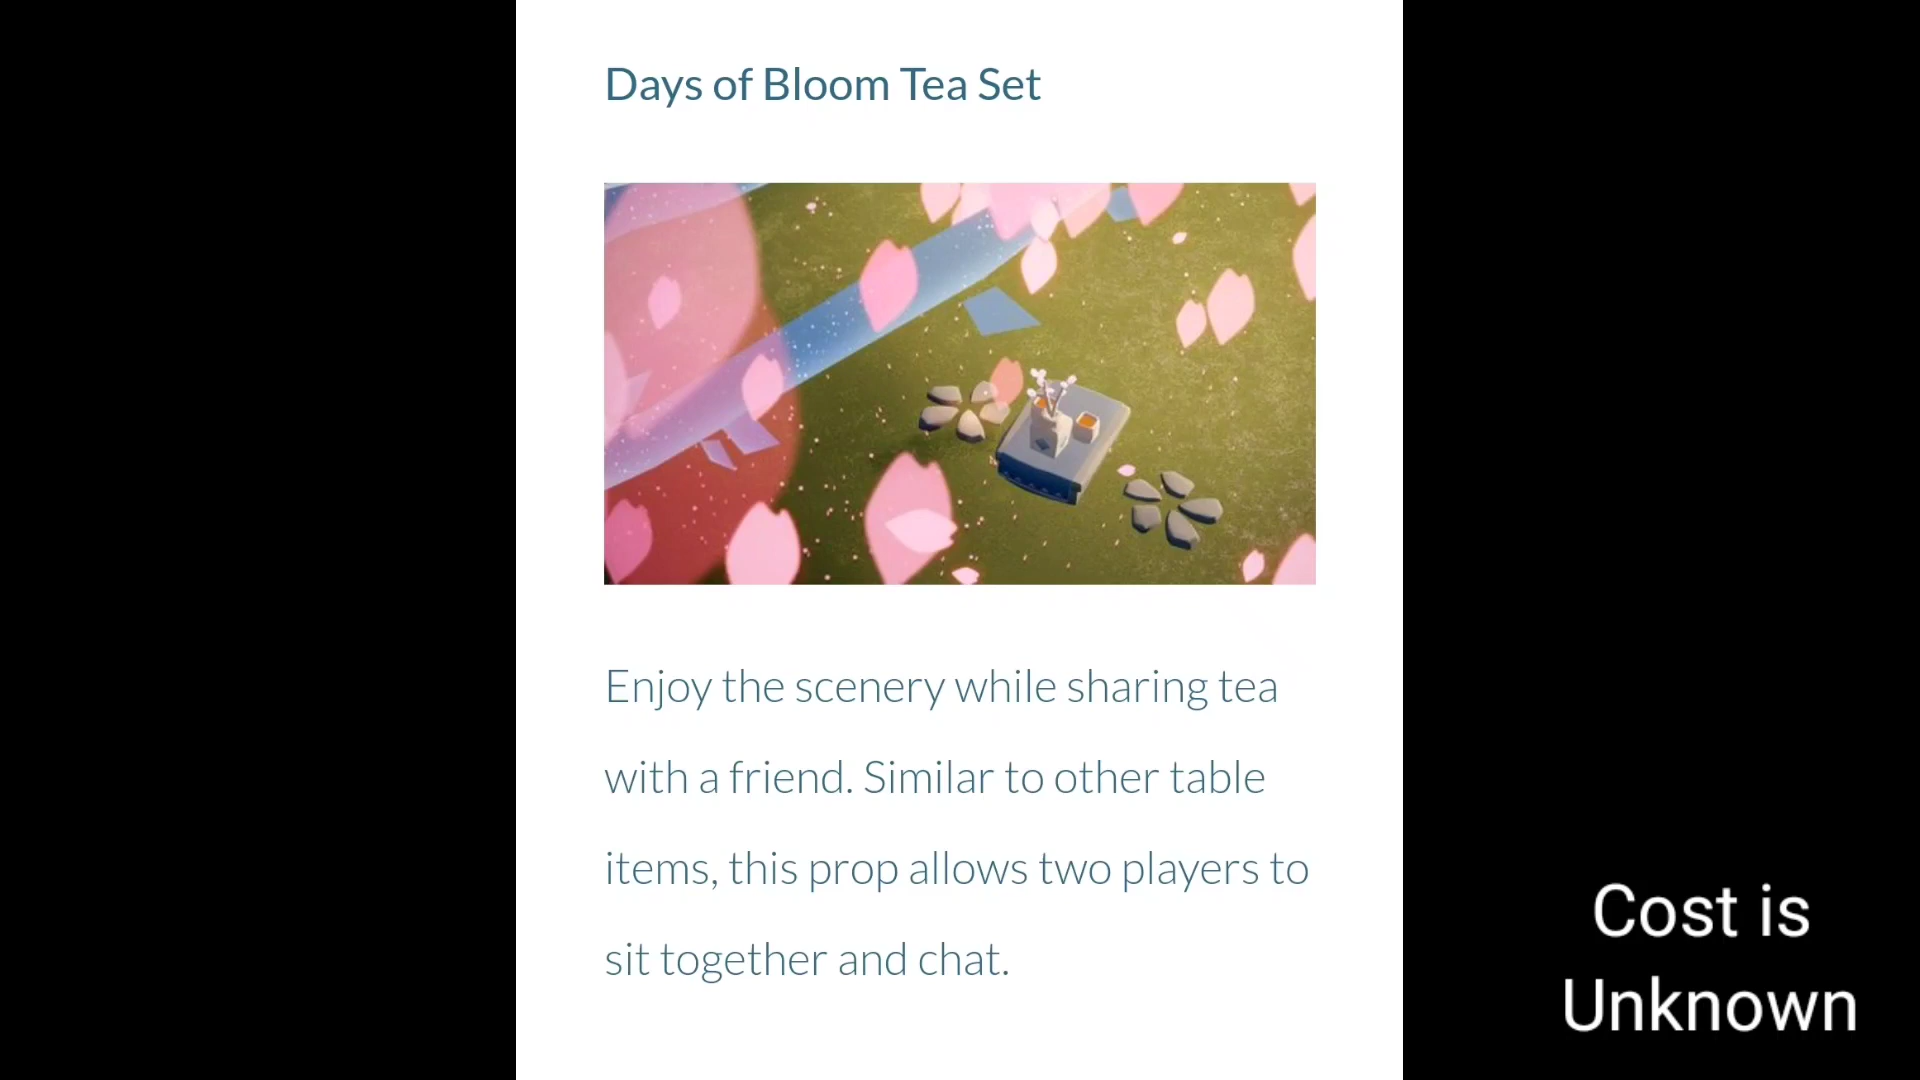 Days of Bloom Tea Set
Enjoy the scenery while sharing tea
with a friend. Similar to other table
items, this prop allows two players to
sit together and chat.
Cost is
Unknown